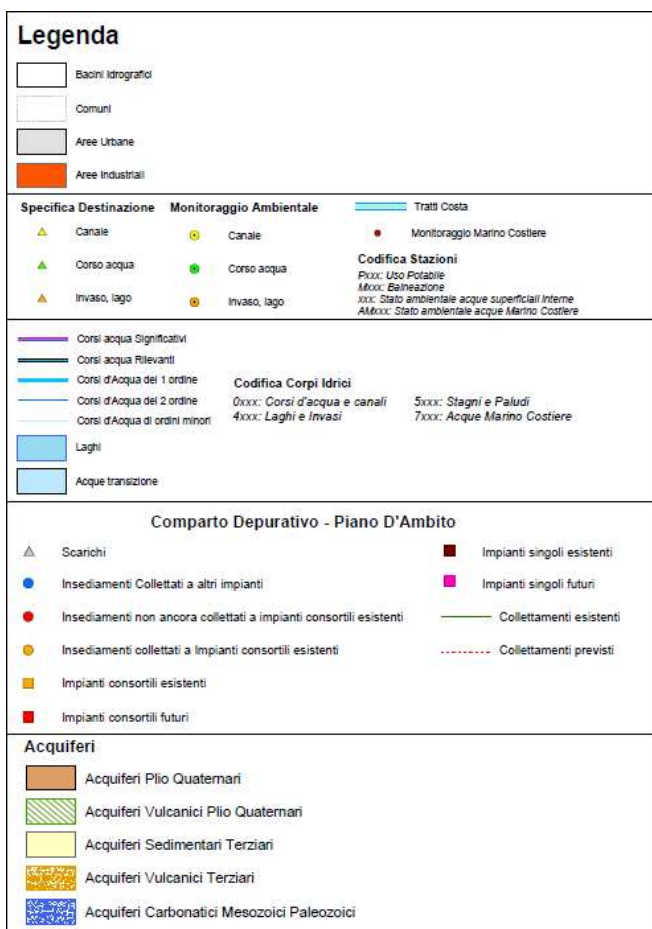 Legenda
Bacini Idrografici
Comuni
Aree Urbane
Aree Industriali
Specifica Destinazione
Canale
Corso acqua
Invaso, lago
Monitoraggio Ambientale
Canale
Corso acqua
Invaso, lago
Tratti Costa
Monitoraggio Marino Costiere
Codifica Stazioni
Pxxx: Uso Potabile
Mxxx: Balneazione
xxx: Stato ambientale acque superficiali Interne
AMxxx: Stato ambientale acque Marino Costiere
Corsi acqua Significativi
Corsi acqua Rilevanti
Corsi d'Acqua del 1 ordine
Corsi d'Acqua del 2 ordine
Corsi d'Acqua di ordini minori
Laghi
Acque transizione
Codifica Corpi Idrici
0xxx: Corsi d'acqua e canali
4xxx: Laghi e Invasi
5xxx: Stagni e Paludi
7xxx: Acque Marino Costiere
Comparto Depurativo - Piano D'Ambito
Scarichi
Insediamenti Collettati a altri impianti
Insediamenti non ancora collettati a impianti consortili esistenti
Insediamenti collettati a Impianti consortili esistenti
Impianti consortili esistenti
Impianti consortili futuri
Impianti singoli esistenti
Impianti singoli futuri
Collettamenti esistenti
Collettamenti previsti
Acquiferi
Acquiferi Plio Quaternari
Acquiferi Vulcanici Plio Quaternari
Acquiferi Sedimentari Terziari
Acquiferi Vulcanici Terziari
Acquiferi Carbonatici Mesozoici Paleozoici